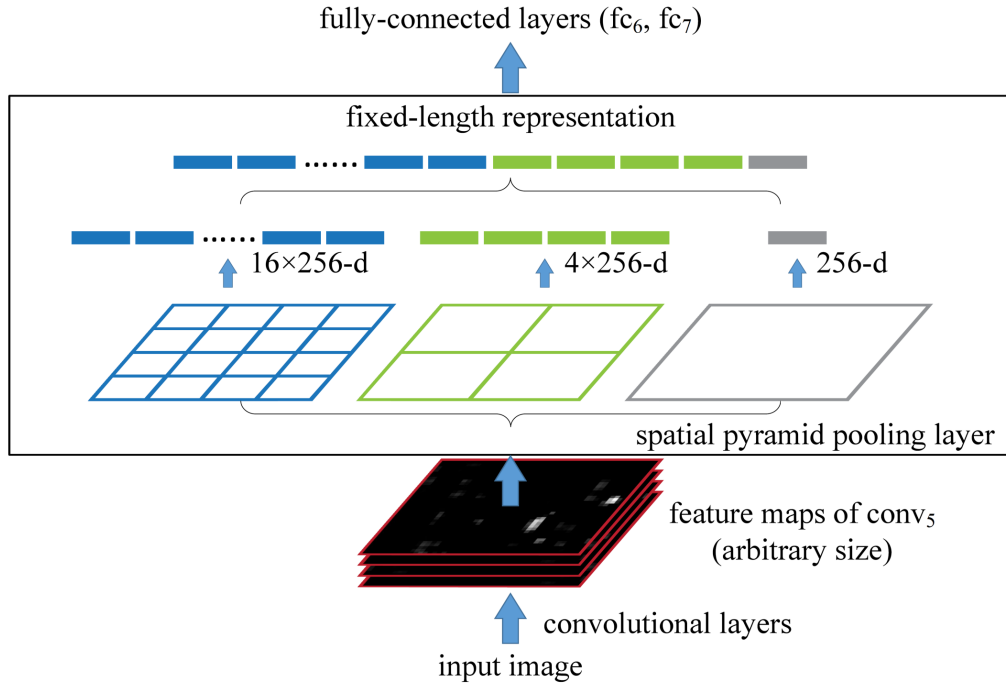 fully-connected layers (fc₆, fc₇)
fixed-length representation
......
......
16×256-d
4×256-d
256-d
spatial pyramid pooling layer
feature maps of conv₅
(arbitrary size)
convolutional layers
input image